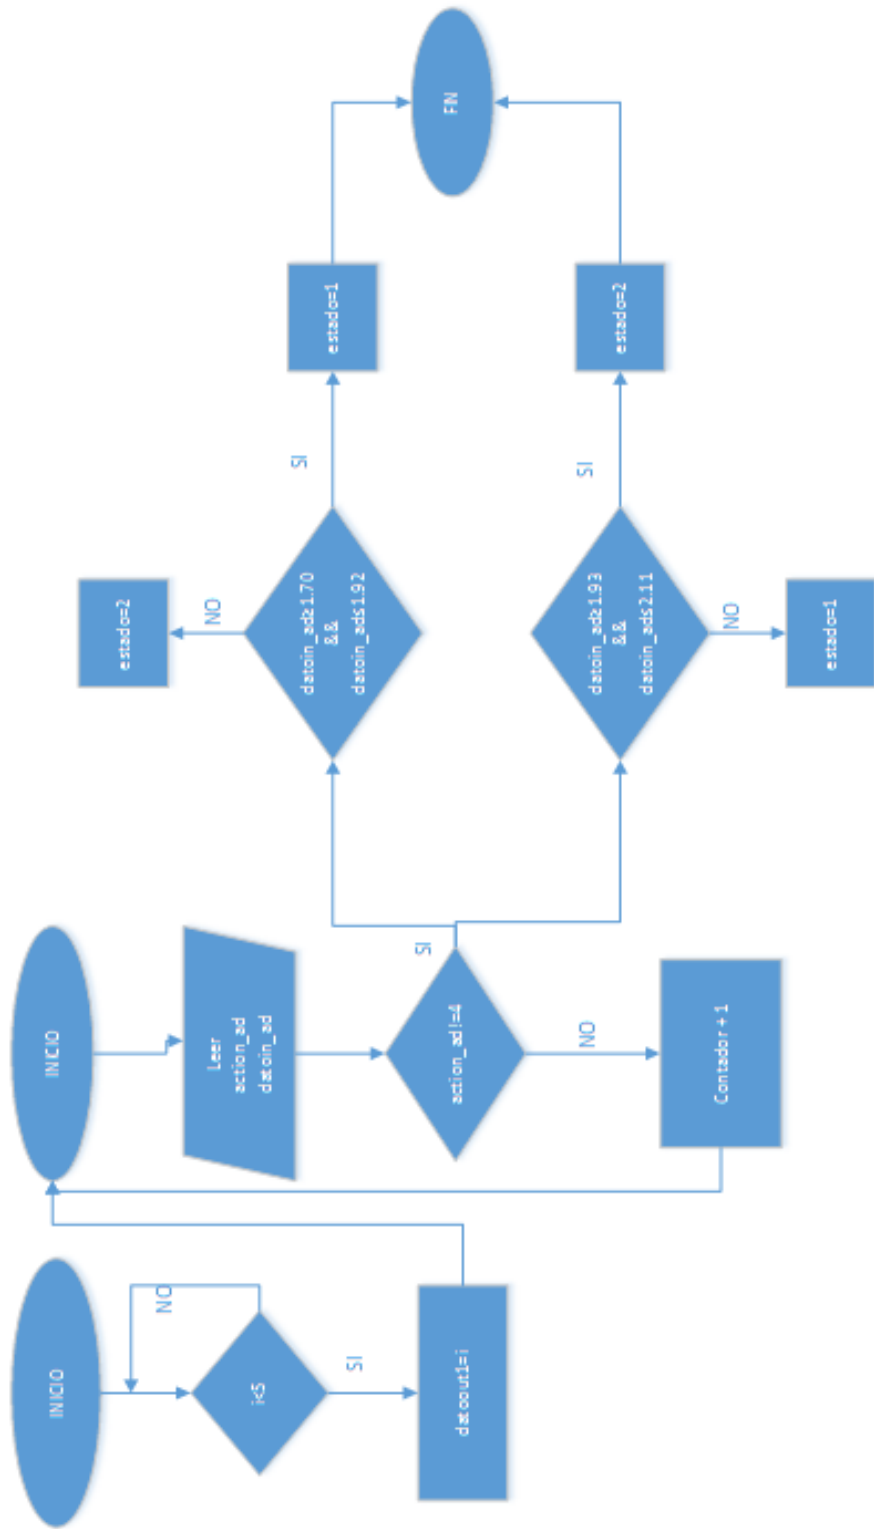 INICIO
i<5
NO
SI
datoout1=i
INICIO
Leer
action_ad
datoin_ad
action_ad!=4
SI
NO
Contador + 1
datoin_ad≥1.70
&&
datoin_ad≤1.92
NO
estado=2
SI
estado=1
datoin_ad≥1.93
&&
datoin_ad≤2.11
NO
estado=1
SI
estado=2
FIN